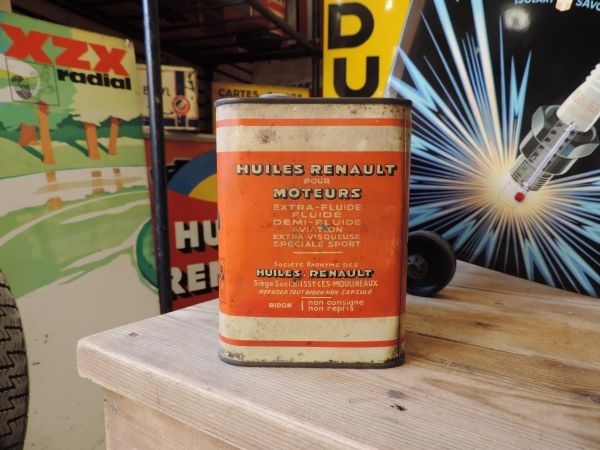 XZX
radial
CARTES
DU
ISOLANT
HUILES RENAULT
POUR
MOTEURS
EXTRA-FLUIDE
FLUIDE
DEMI-FLUIDE
AVIATION
EXTRA-VISQUEUSE
SPÉCIALE SPORT
SOCIÉTÉ ANONYME DES
HUILES-RENAULT
Siège Social ISSY-LES-MOULINEAUX
REFUSER TOUT BIDON NON CAPSULÉ
BIDON
non consigné
non repris
HU
RE